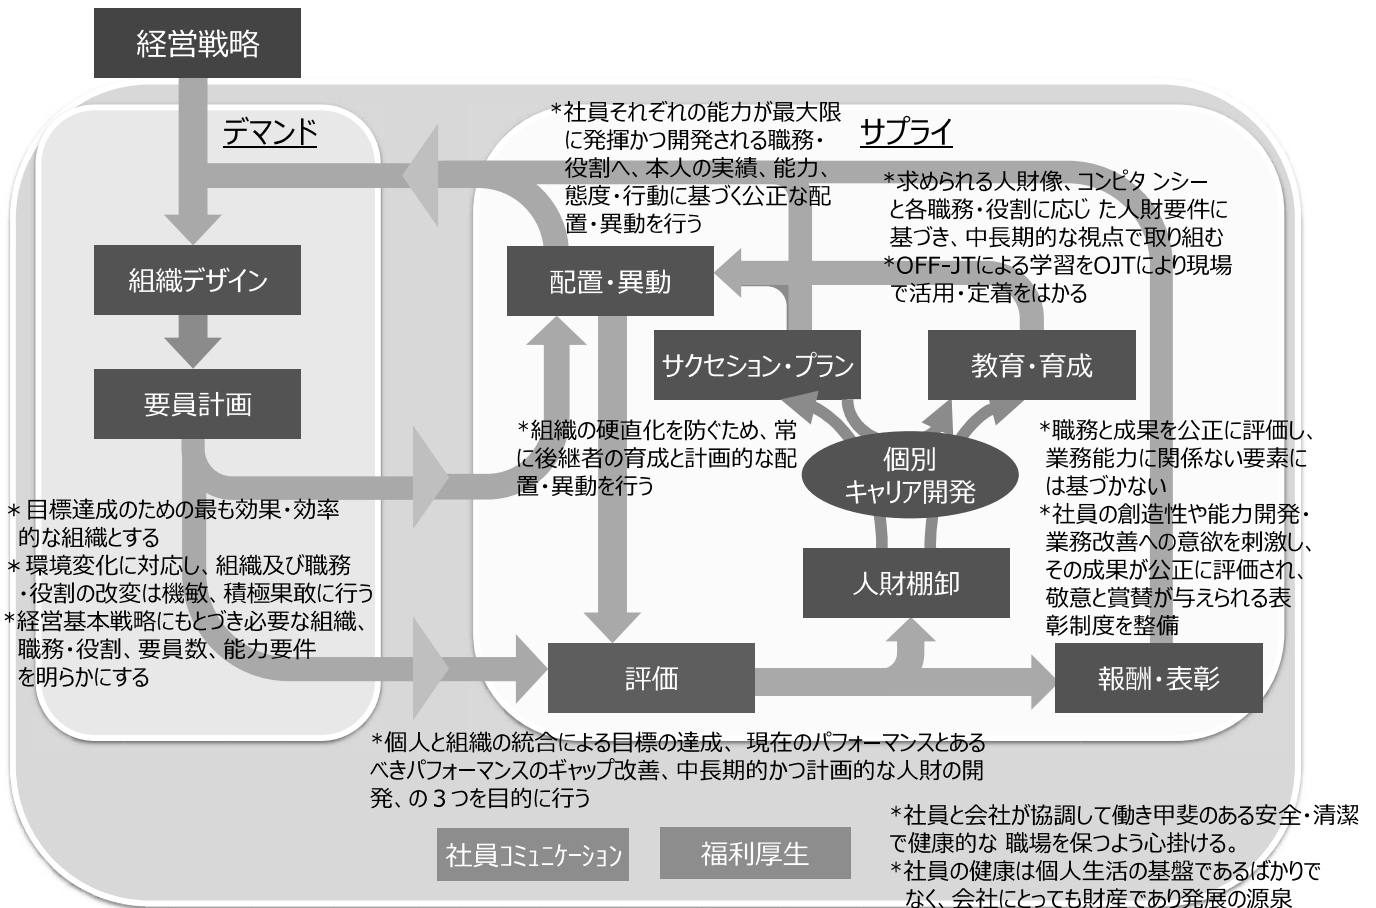 経営戦略
デマンド
組織デザイン
要員計画
＊目標達成のための最も効果・効率
的な組織とする
＊環境変化に対応し、組織及び職務
・役割の改変は機敏、積極果敢に行う
*経営基本戦略にもとづき必要な組織、
職務・役割、要員数、能力要件
を明らかにする
サプライ
*社員それぞれの能力が最大限
に発揮かつ開発される職務・
役割へ、本人の実績、能力、
態度・行動に基づく公正な配
置・異動を行う
*求められる人財像、コンピタンシー
と各職務・役割に応じた人財要件に
基づき、中長期的な視点で取り組む
*OFF-JTによる学習をOJTにより現場
で活用・定着をはかる
配置・異動
サクセション・プラン
教育・育成
*組織の硬直化を防ぐため、常
に後継者の育成と計画的な配
置・異動を行う
個別
キャリア開発
人財棚卸
*職務と成果を公正に評価し、
業務能力に関係ない要素に
は基づかない
*社員の創造性や能力開発・
業務改善への意欲を刺激し、
その成果が公正に評価され、
敬意と賞賛が与えられる表
彰制度を整備
評価
報酬・表彰
*個人と組織の統合による目標の達成、現在のパフォーマンスとある
べきパフォーマンスのギャップ改善、中長期的かつ計画的な人財の開
発、の３つを目的に行う
社員コミュニケーション
福利厚生
*社員と会社が協調して働き甲斐のある安全・清潔
で健康的な 職場を保つよう心掛ける。
*社員の健康は個人生活の基盤であるばかりで
なく、会社にとっても財産であり発展の源泉